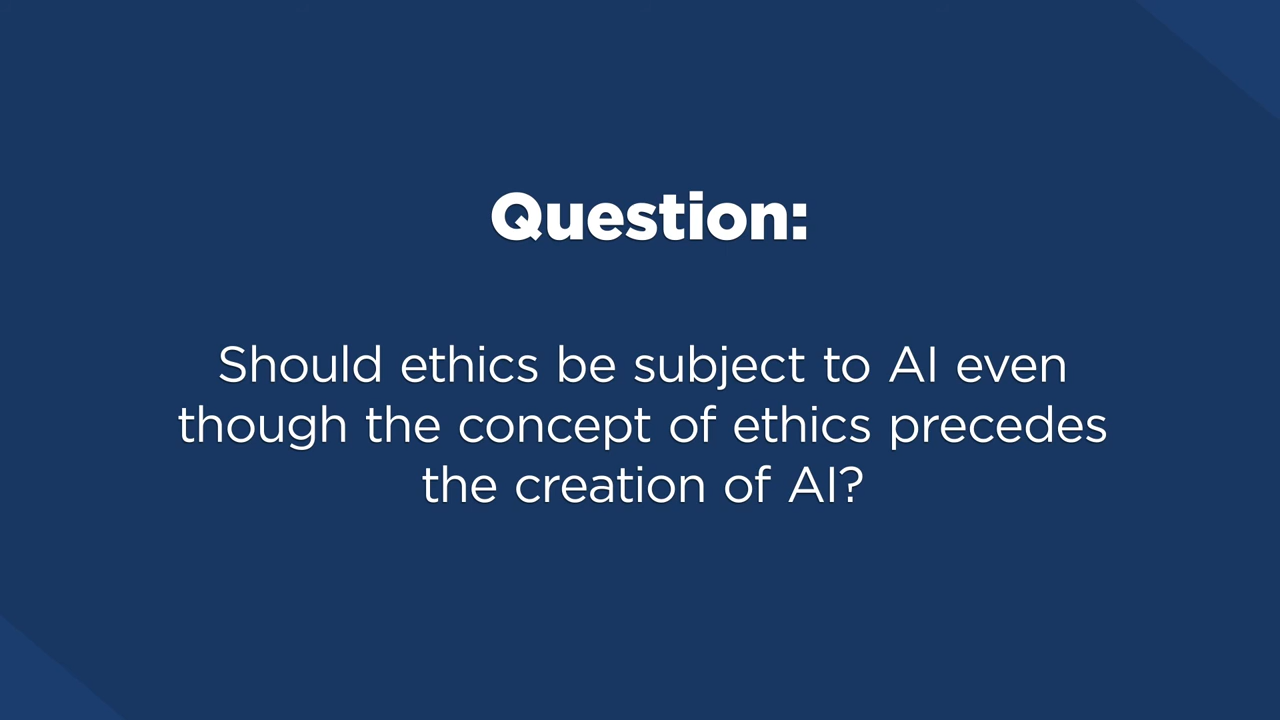 Question:
Should ethics be subject to AI even
though the concept of ethics precedes
the creation of AI?